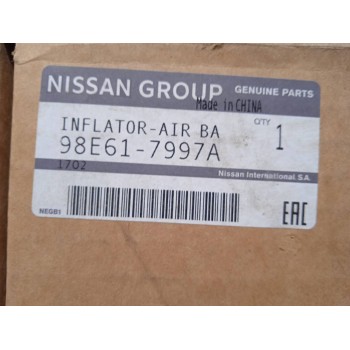 NISSAN GROUP GENUINE PARTS
Made in CHINA
INFLATOR-AIR BA QTY 1
98E61-7997A
1702
Nissan International S.A.
NEGB1
EAC